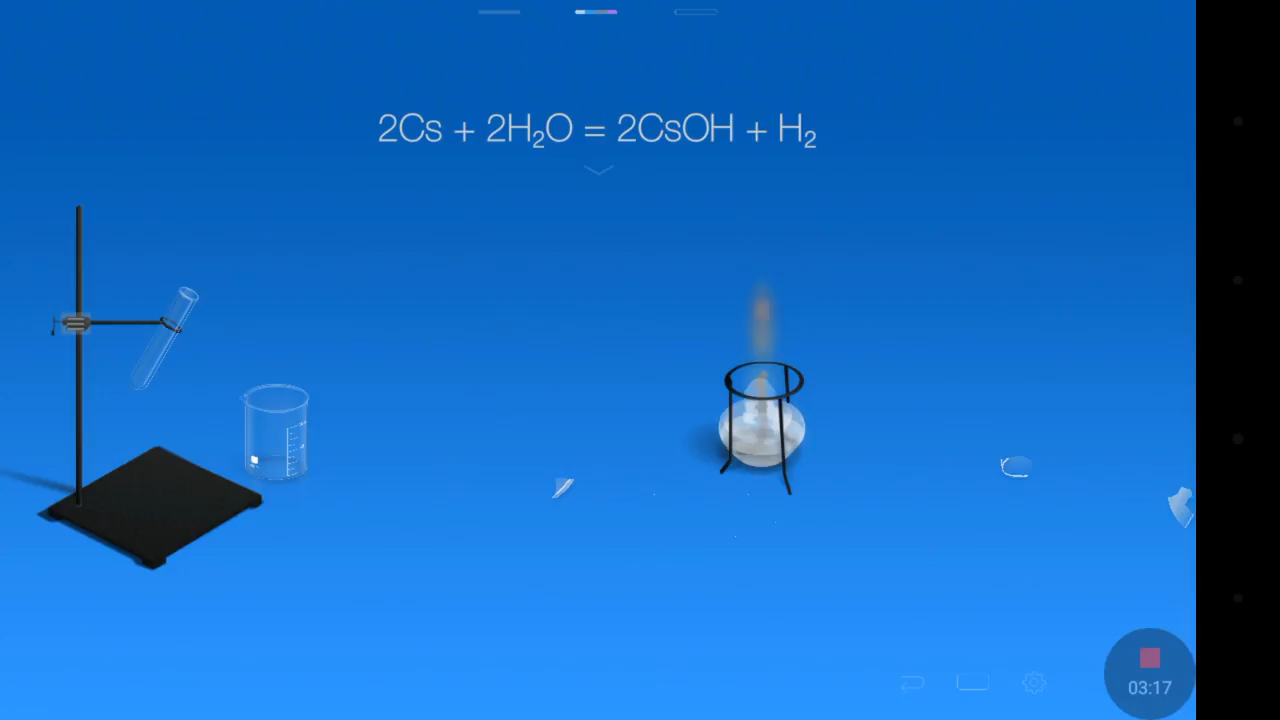 2Cs + 2H₂O = 2CsOH + H₂
03:17